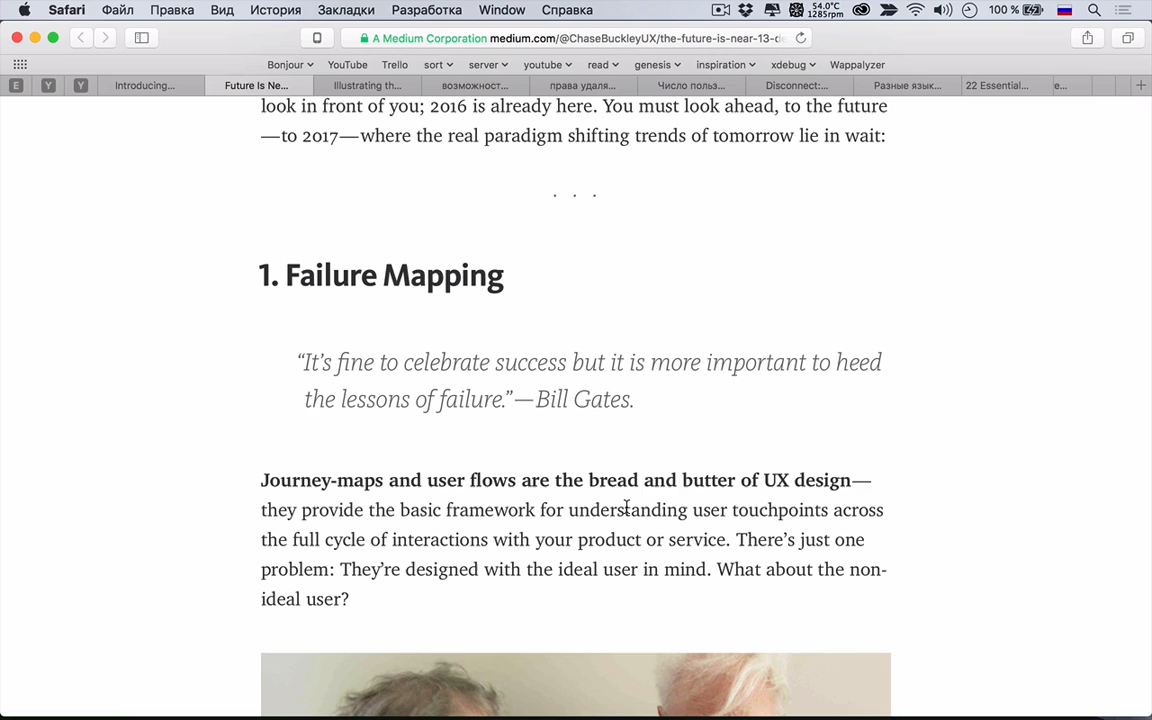 Safari Файл Правка Вид История Закладки Разработка Window Справка 54.0°C 1285rpm 100 %
A Medium Corporation medium.com/@ChaseBuckleyUX/the-future-is-near-13-de
Bonjour YouTube Trello sort server youtube read genesis inspiration xdebug Wappalyzer
E Y Y Introducing... Future Is Ne... Illustrating th... возможност... права удаля... Число польз... Disconnect:... Разные язык... 22 Essential... e...
look in front of you; 2016 is already here. You must look ahead, to the future
—to 2017—where the real paradigm shifting trends of tomorrow lie in wait:
. . .
1. Failure Mapping
“It’s fine to celebrate success but it is more important to heed
the lessons of failure.”—Bill Gates.
Journey-maps and user flows are the bread and butter of UX design—
they provide the basic framework for understanding user touchpoints across
the full cycle of interactions with your product or service. There’s just one
problem: They’re designed with the ideal user in mind. What about the non-
ideal user?